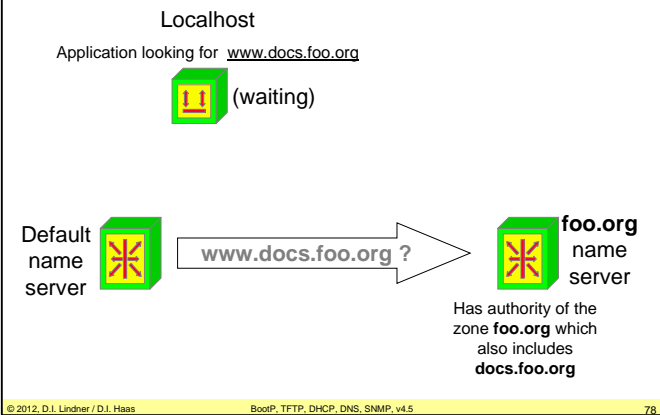 Localhost
Application looking for www.docs.foo.org
(waiting)
Default
name
server
www.docs.foo.org ?
foo.org
name
server
Has authority of the
zone foo.org which
also includes
docs.foo.org
© 2012, D.I. Lindner / D.I. Haas
BootP, TFTP, DHCP, DNS, SNMP, v4.5
78